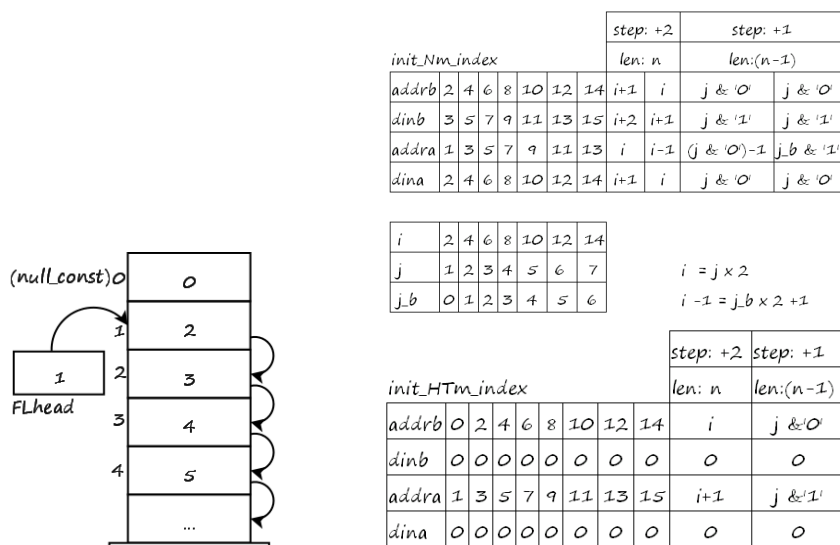 step: +2 step: +1
init_Nm_index len: n len:(n-1)
addrb 2 4 6 8 10 12 14 i+1 i j & '0' j & '0'
dinb 3 5 7 9 11 13 15 i+2 i+1 j & '1' j & '1'
addra 1 3 5 7 9 11 13 i i-1 (j & '0')-1 j_b & '1'
dina 2 4 6 8 10 12 14 i+1 i j & '0' j & '0'
i 2 4 6 8 10 12 14
j 1 2 3 4 5 6 7
j_b 0 1 2 3 4 5 6
i = j x 2
i -1 = j_b x 2 +1
(null_const) 0 0
1 2
2 3
3 4
4 5
...
1
FLhead
step: +2 step: +1
init_HTm_index len: n len:(n-1)
addrb 0 2 4 6 8 10 12 14 i j &'0'
dinb 0 0 0 0 0 0 0 0 0 0
addra 1 3 5 7 9 11 13 15 i+1 j &'1'
dina 0 0 0 0 0 0 0 0 0 0